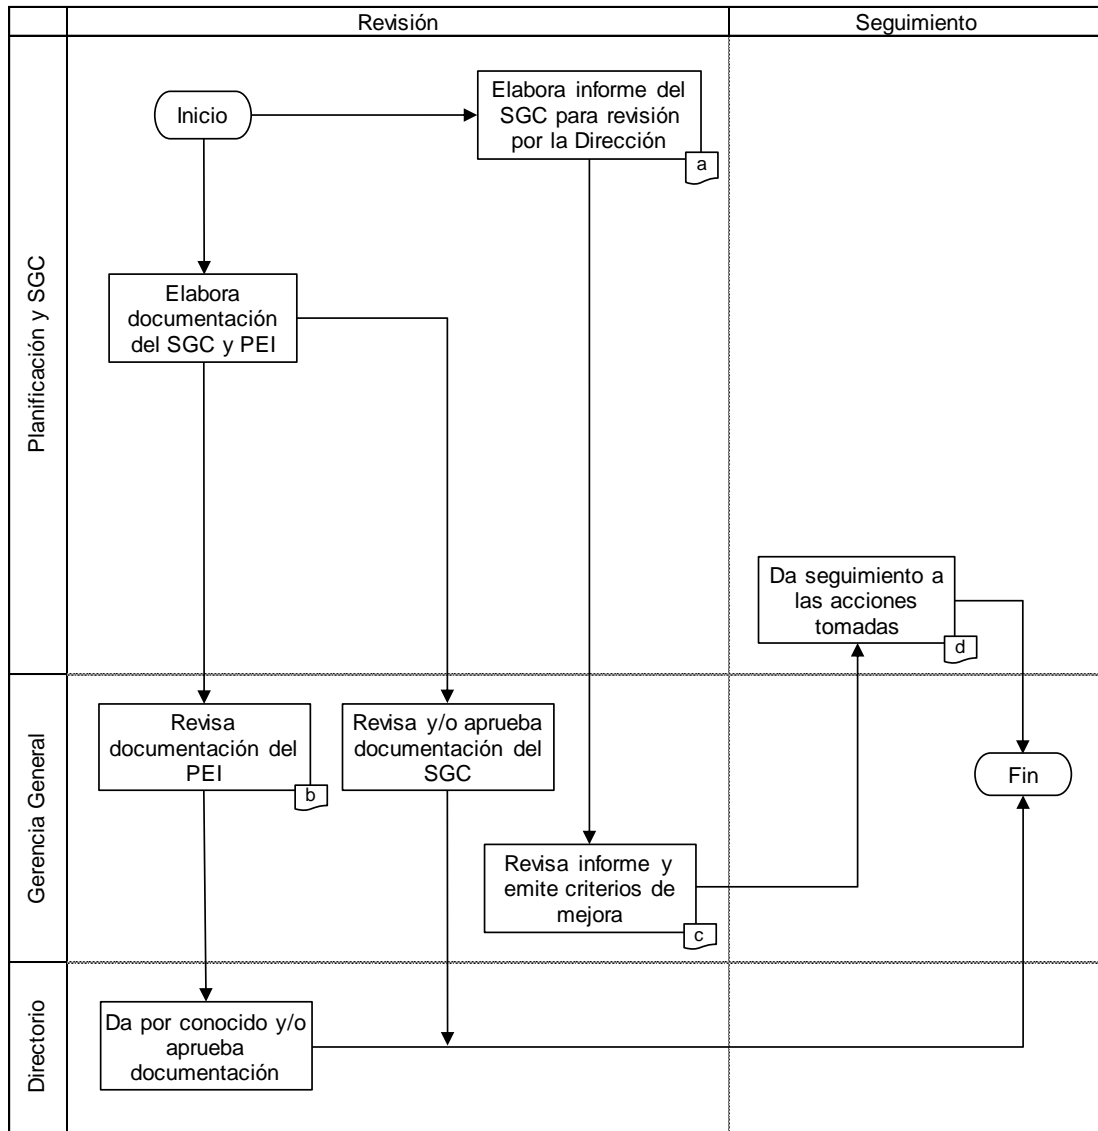 Revisión
Seguimiento
Planificación y SGC
Inicio
Elabora informe del
SGC para revisión
por la Dirección
a
Elabora
documentación
del SGC y PEI
Da seguimiento a
las acciones
tomadas
d
Gerencia General
Revisa
documentación del
PEI
b
Revisa y/o aprueba
documentación del
SGC
Fin
Revisa informe y
emite criterios de
mejora
c
Directorio
Da por conocido y/o
aprueba
documentación